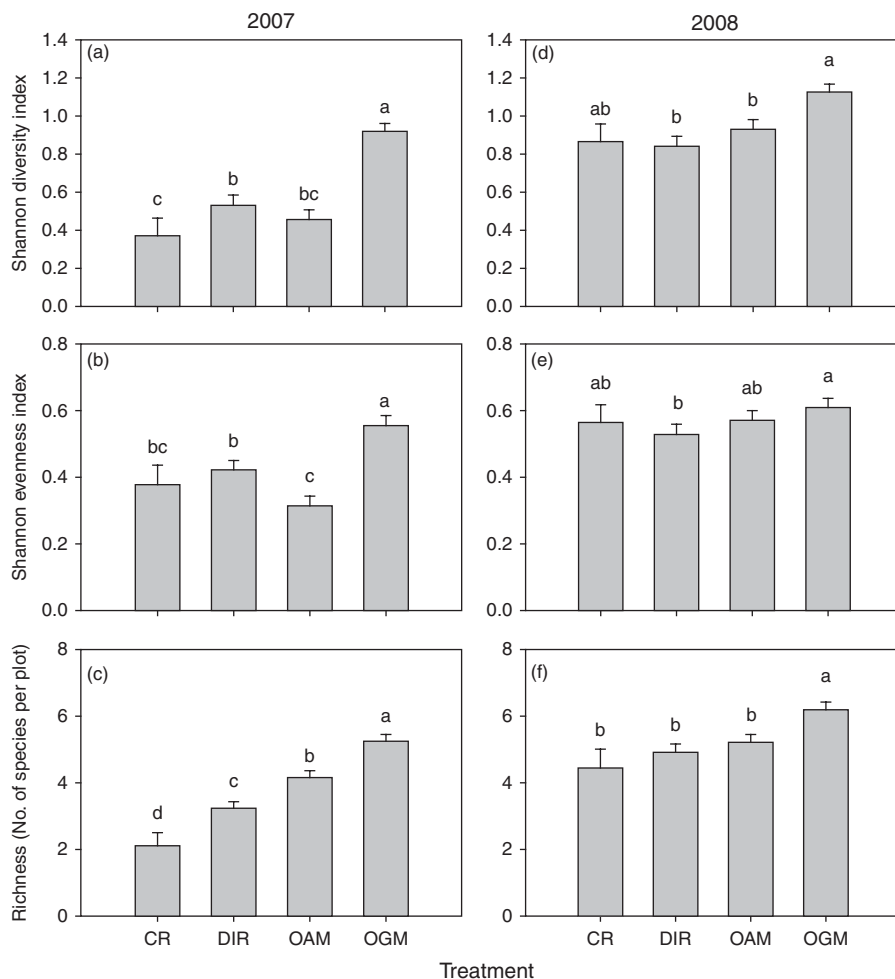 2007
2008
(a)
Shannon diversity index
1.4
1.2
1.0
0.8
0.6
0.4
0.2
0.0
c
b
bc
a
(d)
1.4
1.2
1.0
0.8
0.6
0.4
0.2
0.0
ab
b
b
a
(b)
Shannon evenness index
0.8
0.6
0.4
0.2
0.0
bc
b
c
a
(e)
0.8
0.6
0.4
0.2
0.0
ab
b
ab
a
(c)
Richness (No. of species per plot)
8
6
4
2
0
d
c
b
a
CR DIR OAM OGM
(f)
8
6
4
2
0
b
b
b
a
CR DIR OAM OGM
Treatment